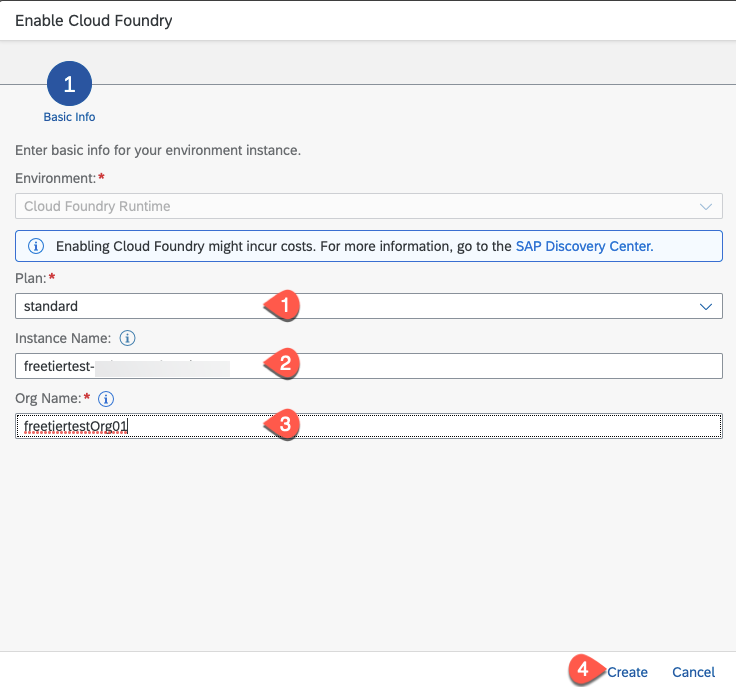 Enable Cloud Foundry
1
Basic Info
Enter basic info for your environment instance.
Environment:*
Cloud Foundry Runtime
Enabling Cloud Foundry might incur costs. For more information, go to the SAP Discovery Center.
Plan:*
standard 1
Instance Name:
freetiertest- 2
Org Name:*
freetiertestOrg01 3
4 Create Cancel